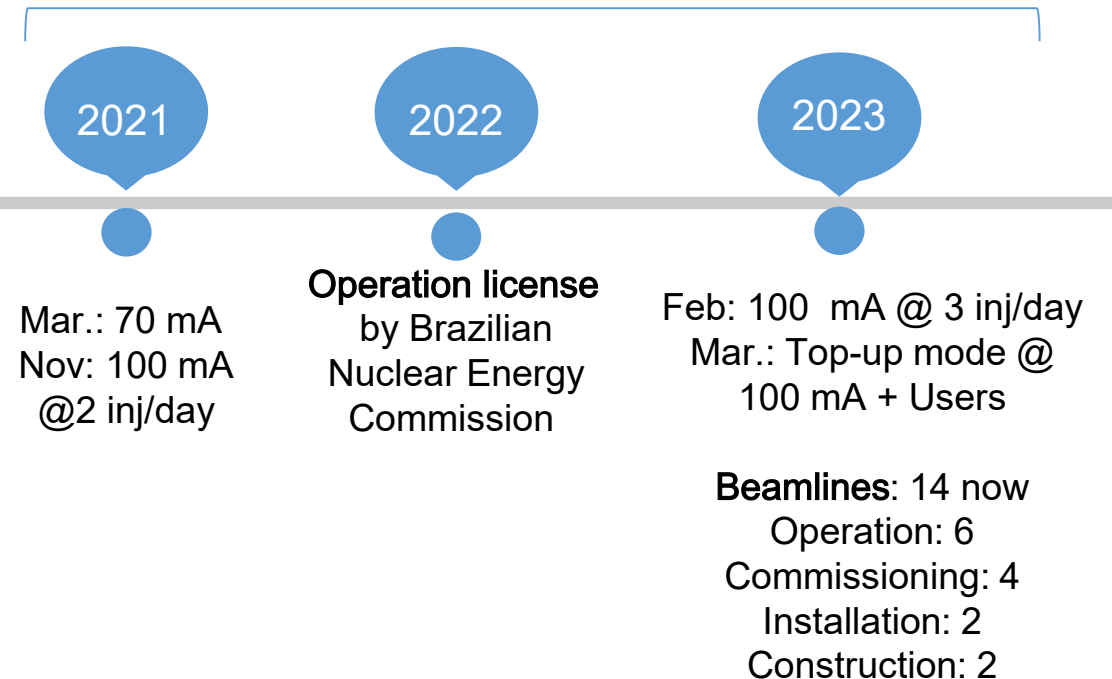 2021
Mar.: 70 mA
Nov: 100 mA
@2 inj/day
2022
Operation license
by Brazilian
Nuclear Energy
Commission
2023
Feb: 100 mA @ 3 inj/day
Mar.: Top-up mode @
100 mA + Users
Beamlines: 14 now
Operation: 6
Commissioning: 4
Installation: 2
Construction: 2